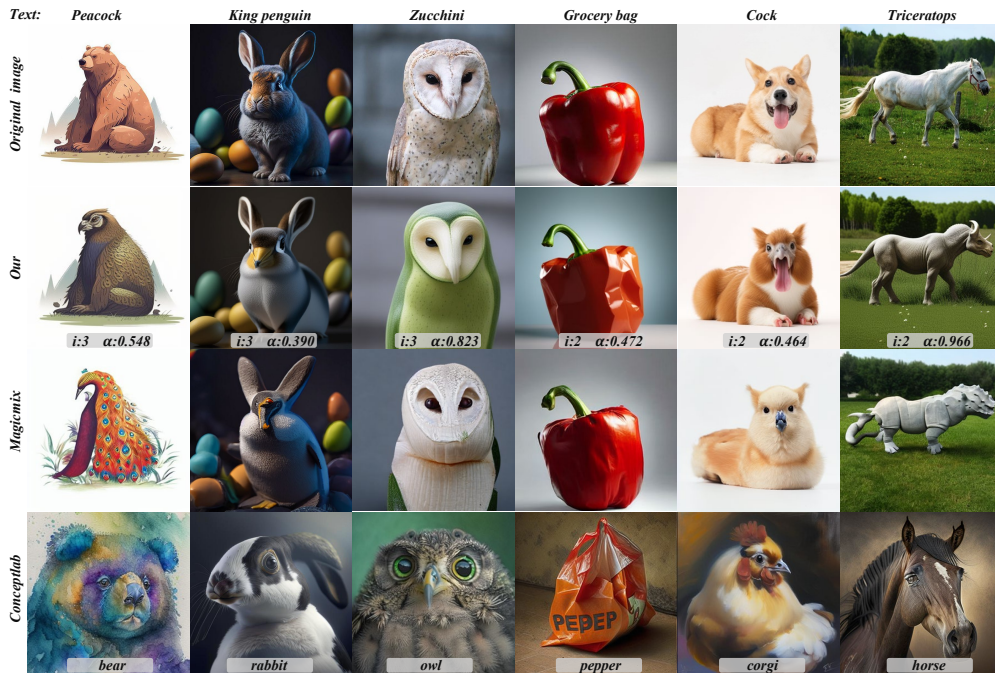 Text: Peacock King penguin Zucchini Grocery bag Cock Triceratops
Original image
Our
i:3 α:0.548
i:3 α:0.390
i:3 α:0.823
i:2 α:0.472
i:2 α:0.464
i:2 α:0.966
Magicmix
Conceptlab
PEPEP
bear
rabbit
owl
pepper
corgi
horse